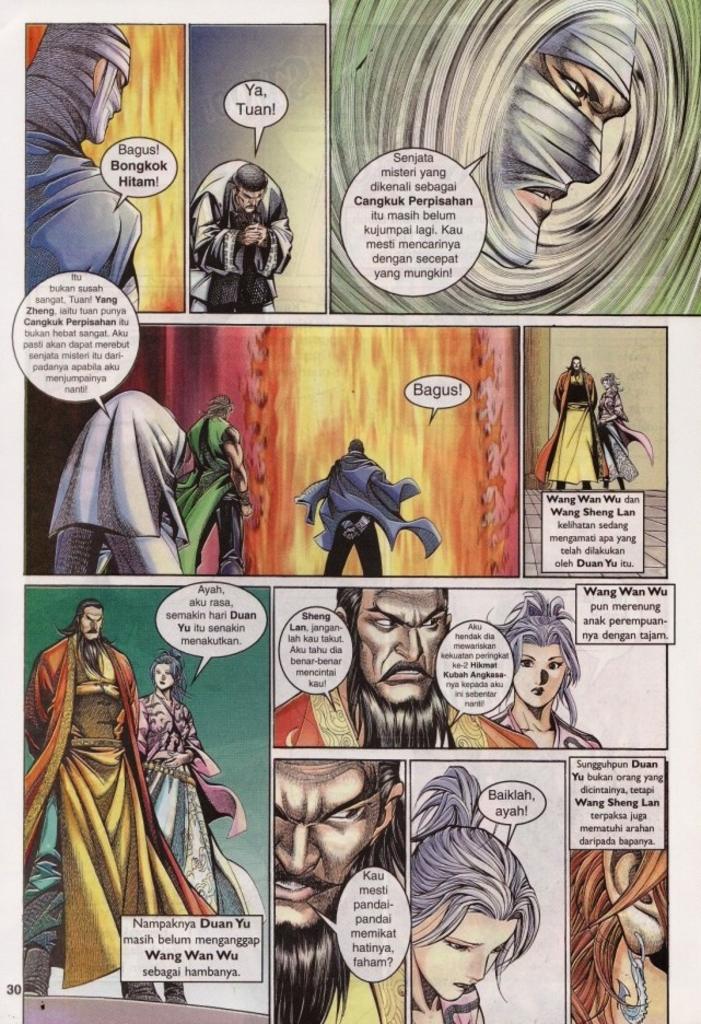 Bagus!
Bongkok
Hitam!
Ya,
Tuan!
Senjata
misteri yang
dikenali sebagai
Cangkuk Perpisahan
itu masih belum
kujumpai lagi. Kau
mesti mencarinya
dengan secepat
yang mungkin!
Itu
bukan susah
sangat, Tuan! Yang
Zheng, iaitu tuan punya
Cangkuk Perpisahan itu
bukan hebat sangat. Aku
pasti akan dapat merebut
senjata misteri itu dari-
padanya apabila aku
menjumpainya
nanti!
Bagus!
Wang Wan Wu dan
Wang Sheng Lan
kelihatan sedang
mengamati apa yang
telah dilakukan
oleh Duan Yu itu.
Ayah,
aku rasa,
semakin hari Duan
Yu itu senakin
menakutkan.
Nampaknya Duan Yu
masih belum menganggap
Wang Wan Wu
sebagai hambanya.
Sheng
Lan, jangan-
lah kau takut.
Aku tahu dia
benar-benar
mencintai
kau!
Aku
hendak dia
mewariskan
kekuatan peringkat
ke-2 Hikmat
Kubah Angkasa-
nya kepada aku
ini sebentar
nanti!
Wang Wan Wu
pun merenung
anak perempuan-
nya dengan tajam.
Kau
mesti
pandai-
pandai
memikat
hatinya,
faham?
Baiklah,
ayah!
Sungguhpun Duan
Yu bukan orang yang
dicintainya, tetapi
Wang Sheng Lan
terpaksa juga
mematuhi arahan
daripada bapanya.
30